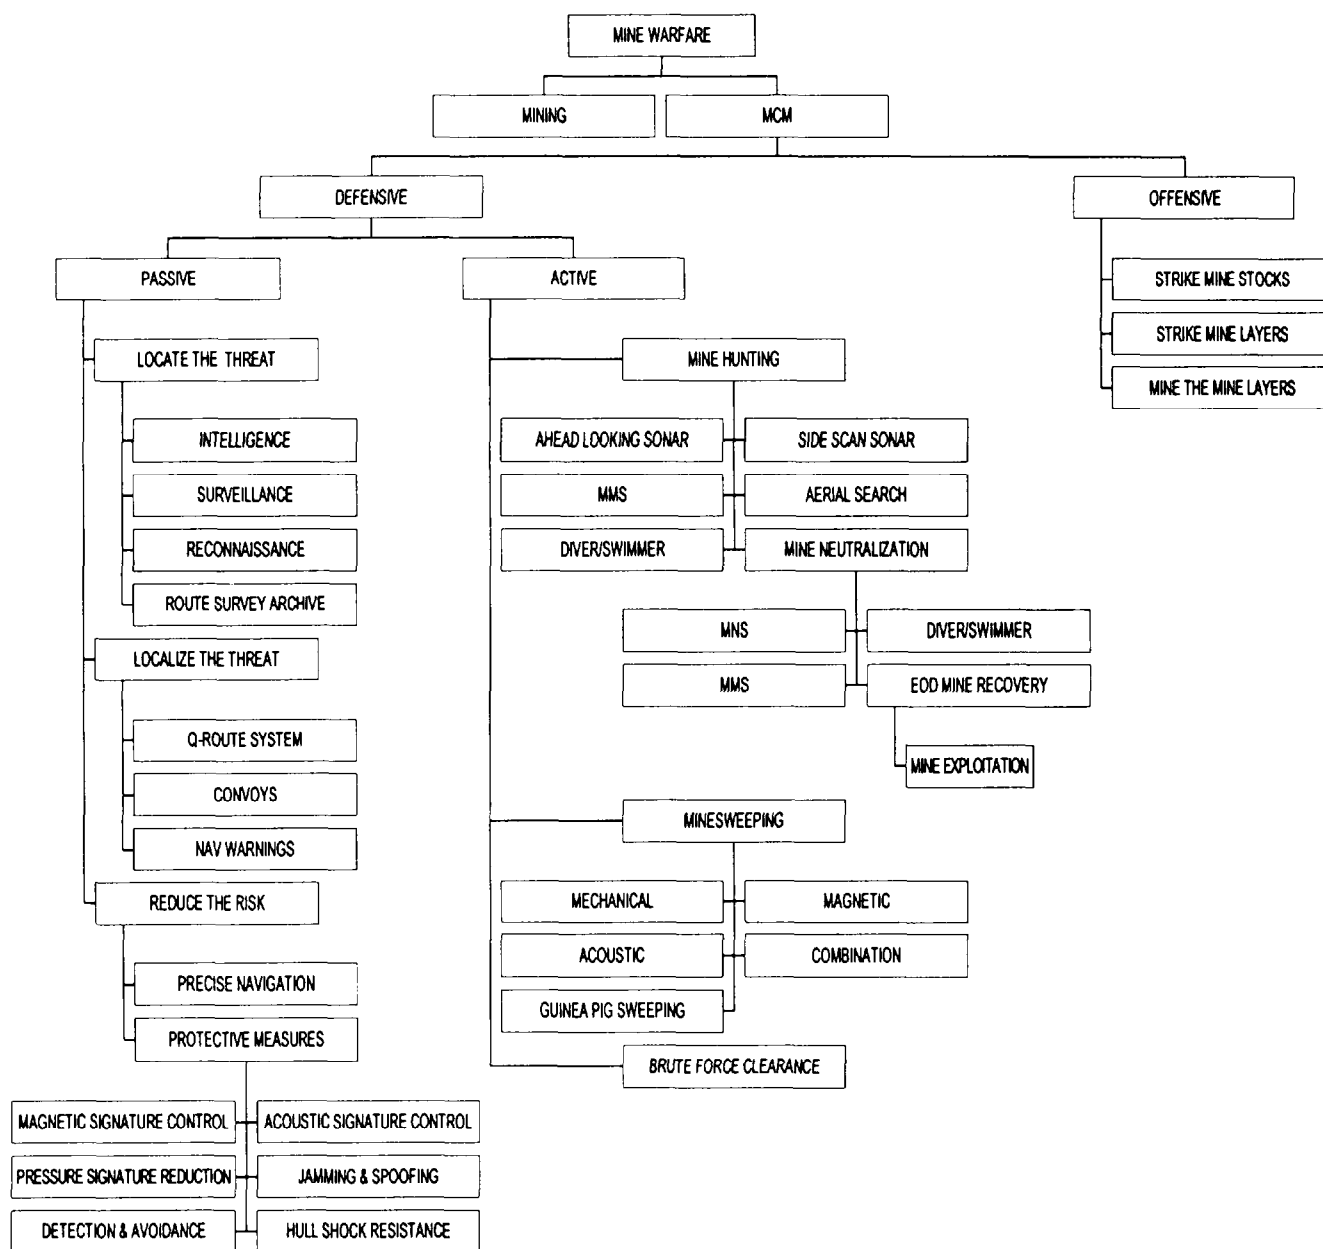 MINE WARFARE
MINING
MCM
DEFENSIVE
OFFENSIVE
PASSIVE
ACTIVE
STRIKE MINE STOCKS
STRIKE MINE LAYERS
MINE THE MINE LAYERS
LOCATE THE THREAT
INTELLIGENCE
SURVEILLANCE
RECONNAISSANCE
ROUTE SURVEY ARCHIVE
LOCALIZE THE THREAT
Q-ROUTE SYSTEM
CONVOYS
NAV WARNINGS
REDUCE THE RISK
PRECISE NAVIGATION
PROTECTIVE MEASURES
MAGNETIC SIGNATURE CONTROL
ACOUSTIC SIGNATURE CONTROL
PRESSURE SIGNATURE REDUCTION
JAMMING & SPOOFING
DETECTION & AVOIDANCE
HULL SHOCK RESISTANCE
MINE HUNTING
AHEAD LOOKING SONAR
SIDE SCAN SONAR
MMS
AERIAL SEARCH
DIVER/SWIMMER
MINE NEUTRALIZATION
MNS
DIVER/SWIMMER
MMS
EOD MINE RECOVERY
MINE EXPLOITATION
MINESWEEPING
MECHANICAL
MAGNETIC
ACOUSTIC
COMBINATION
GUINEA PIG SWEEPING
BRUTE FORCE CLEARANCE